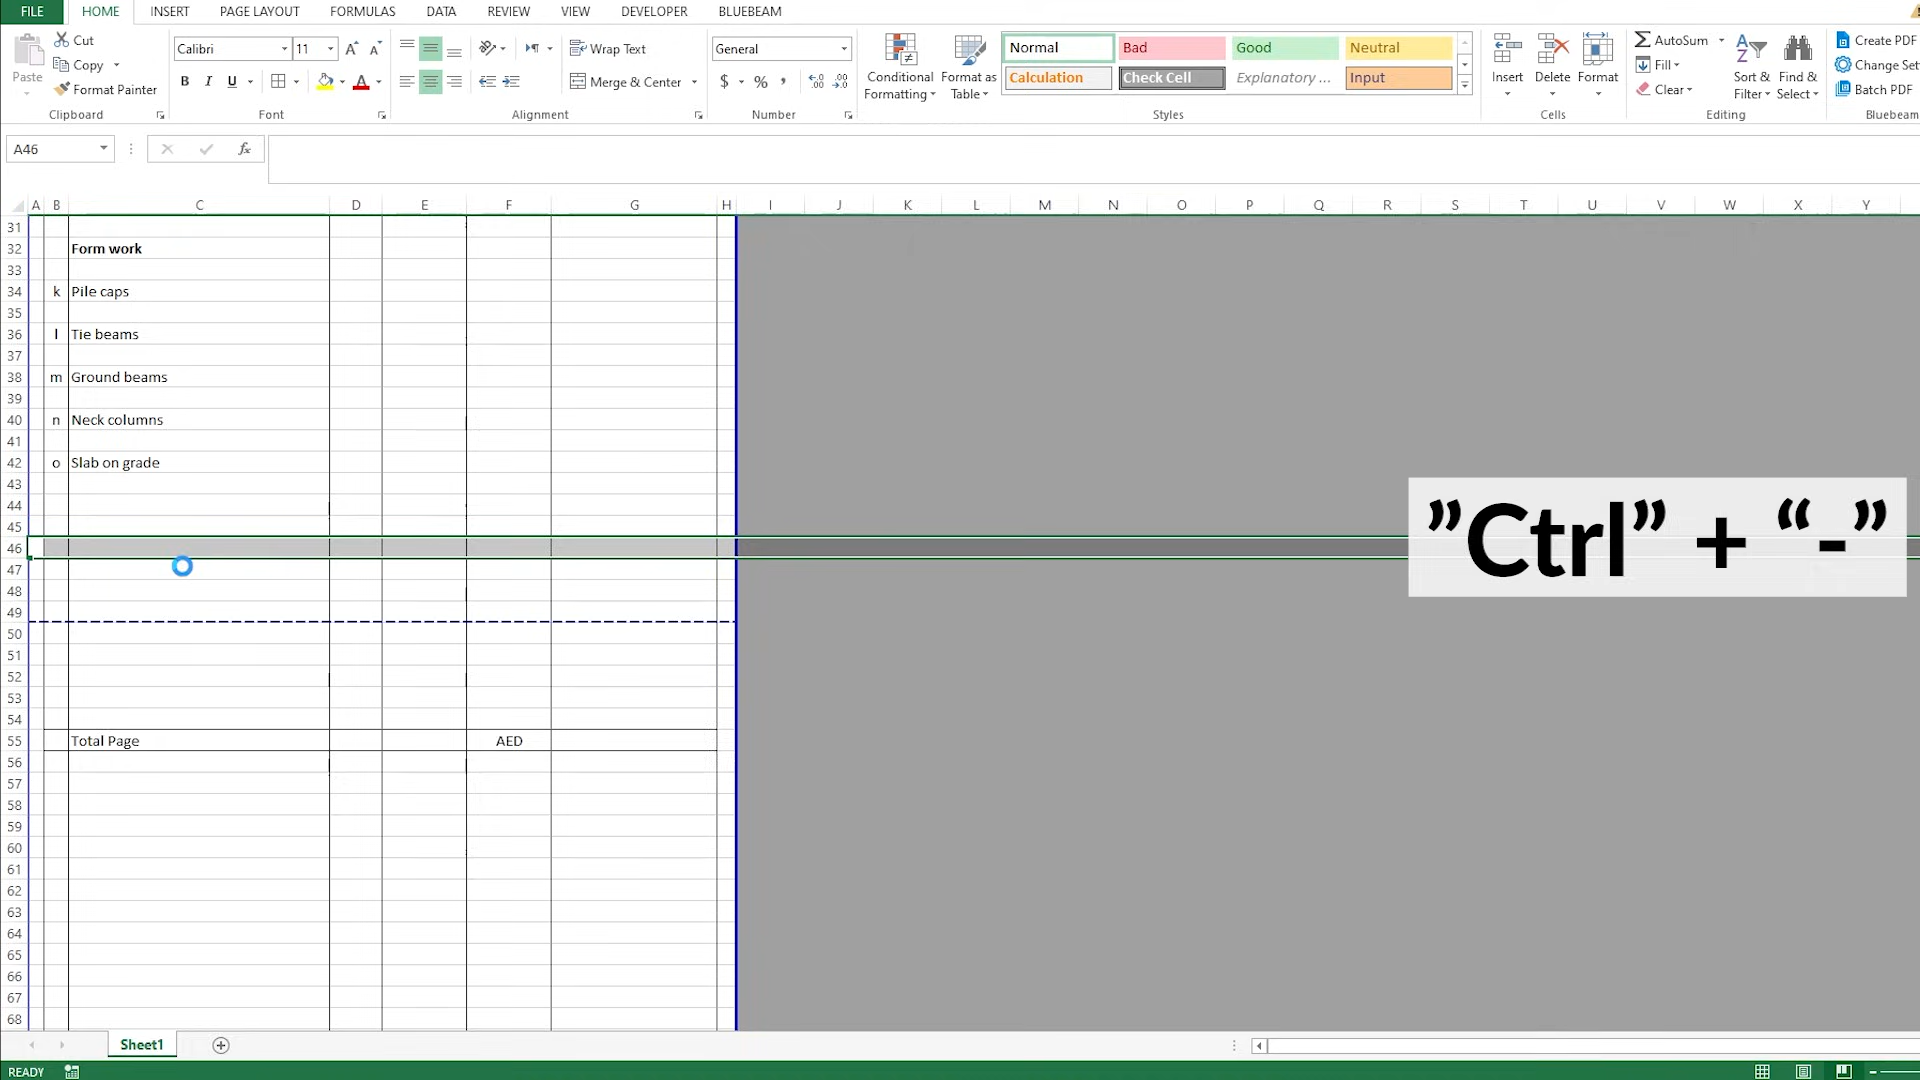 FILE HOME INSERT PAGE LAYOUT FORMULAS DATA REVIEW VIEW DEVELOPER BLUEBEAM
Paste
Cut
Copy
Format Painter
Clipboard
Calibri 11 A A
B I U A
Font
Wrap Text
Merge & Center
Alignment
General
$ % ,
Number
Conditional
Formatting
Format as
Table
Normal Bad Good Neutral
Calculation Check Cell Explanatory ... Input
Styles
Insert Delete Format
Cells
AutoSum
Fill
Clear
Sort &
Filter
Find &
Select
Editing
Create PDF
Change Set
Batch PDF
Bluebeam
A46 fx
A B C D E F G H I J K L M N O P Q R S T U V W X Y
31
32 Form work
33
34 k Pile caps
35
36 l Tie beams
37
38 m Ground beams
39
40 n Neck columns
41
42 o Slab on grade
43
44
45
46
47
48
49
50
51
52
53
54
55 Total Page AED
56
57
58
59
60
61
62
63
64
65
66
67
68
”Ctrl” + “-”
Sheet1
READY